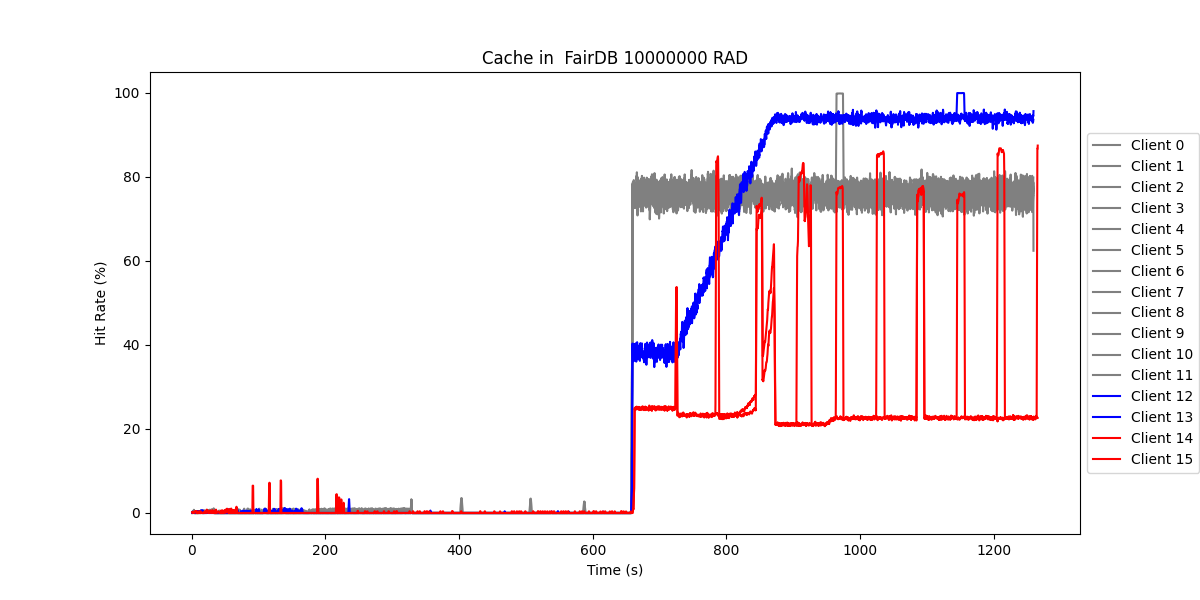 Cache in  FairDB 10000000 RAD
100
80
60
40
20
0
Hit Rate (%)
0 200 400 600 800 1000 1200
Time (s)
Client 0
Client 1
Client 2
Client 3
Client 4
Client 5
Client 6
Client 7
Client 8
Client 9
Client 10
Client 11
Client 12
Client 13
Client 14
Client 15